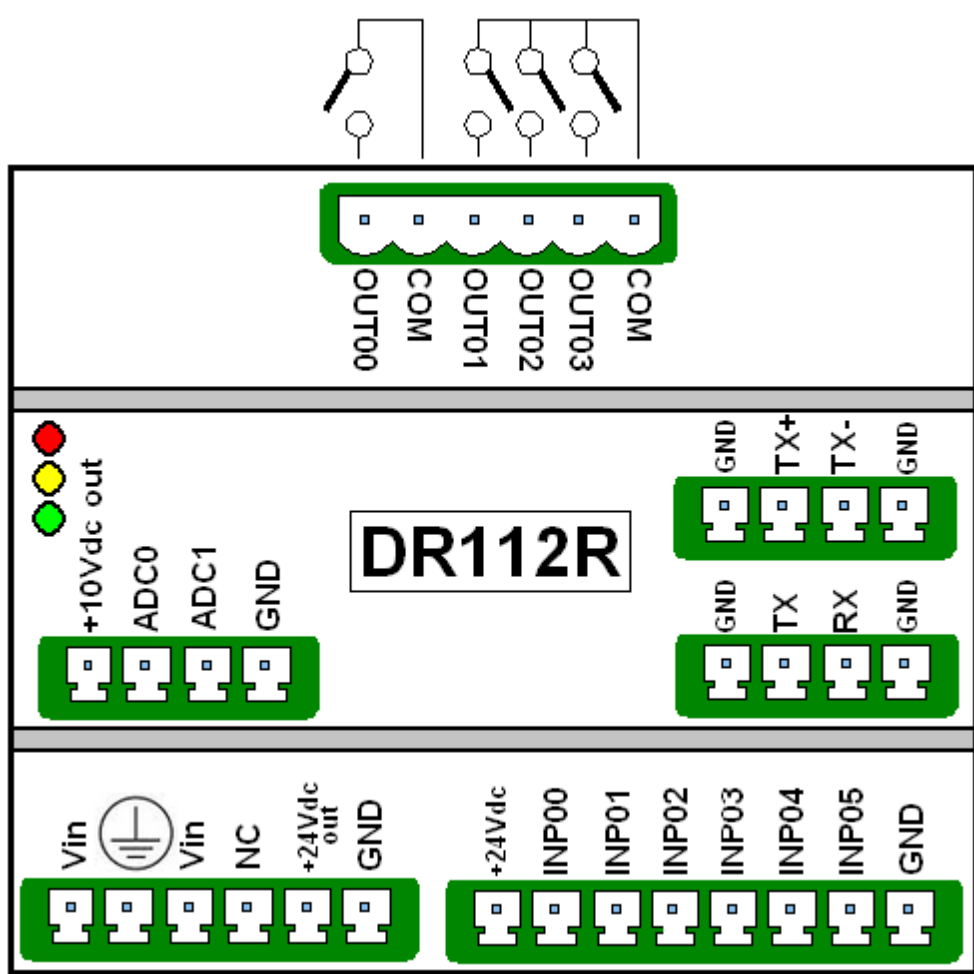 OUT00
COM
OUT01
OUT02
OUT03
COM
+10Vdc out
ADC0
ADC1
GND
DR112R
GND
TX+
TX-
GND
GND
TX
RX
GND
Vin
Vin
NC
+24Vdc
out
GND
+24Vdc
INP00
INP01
INP02
INP03
INP04
INP05
GND